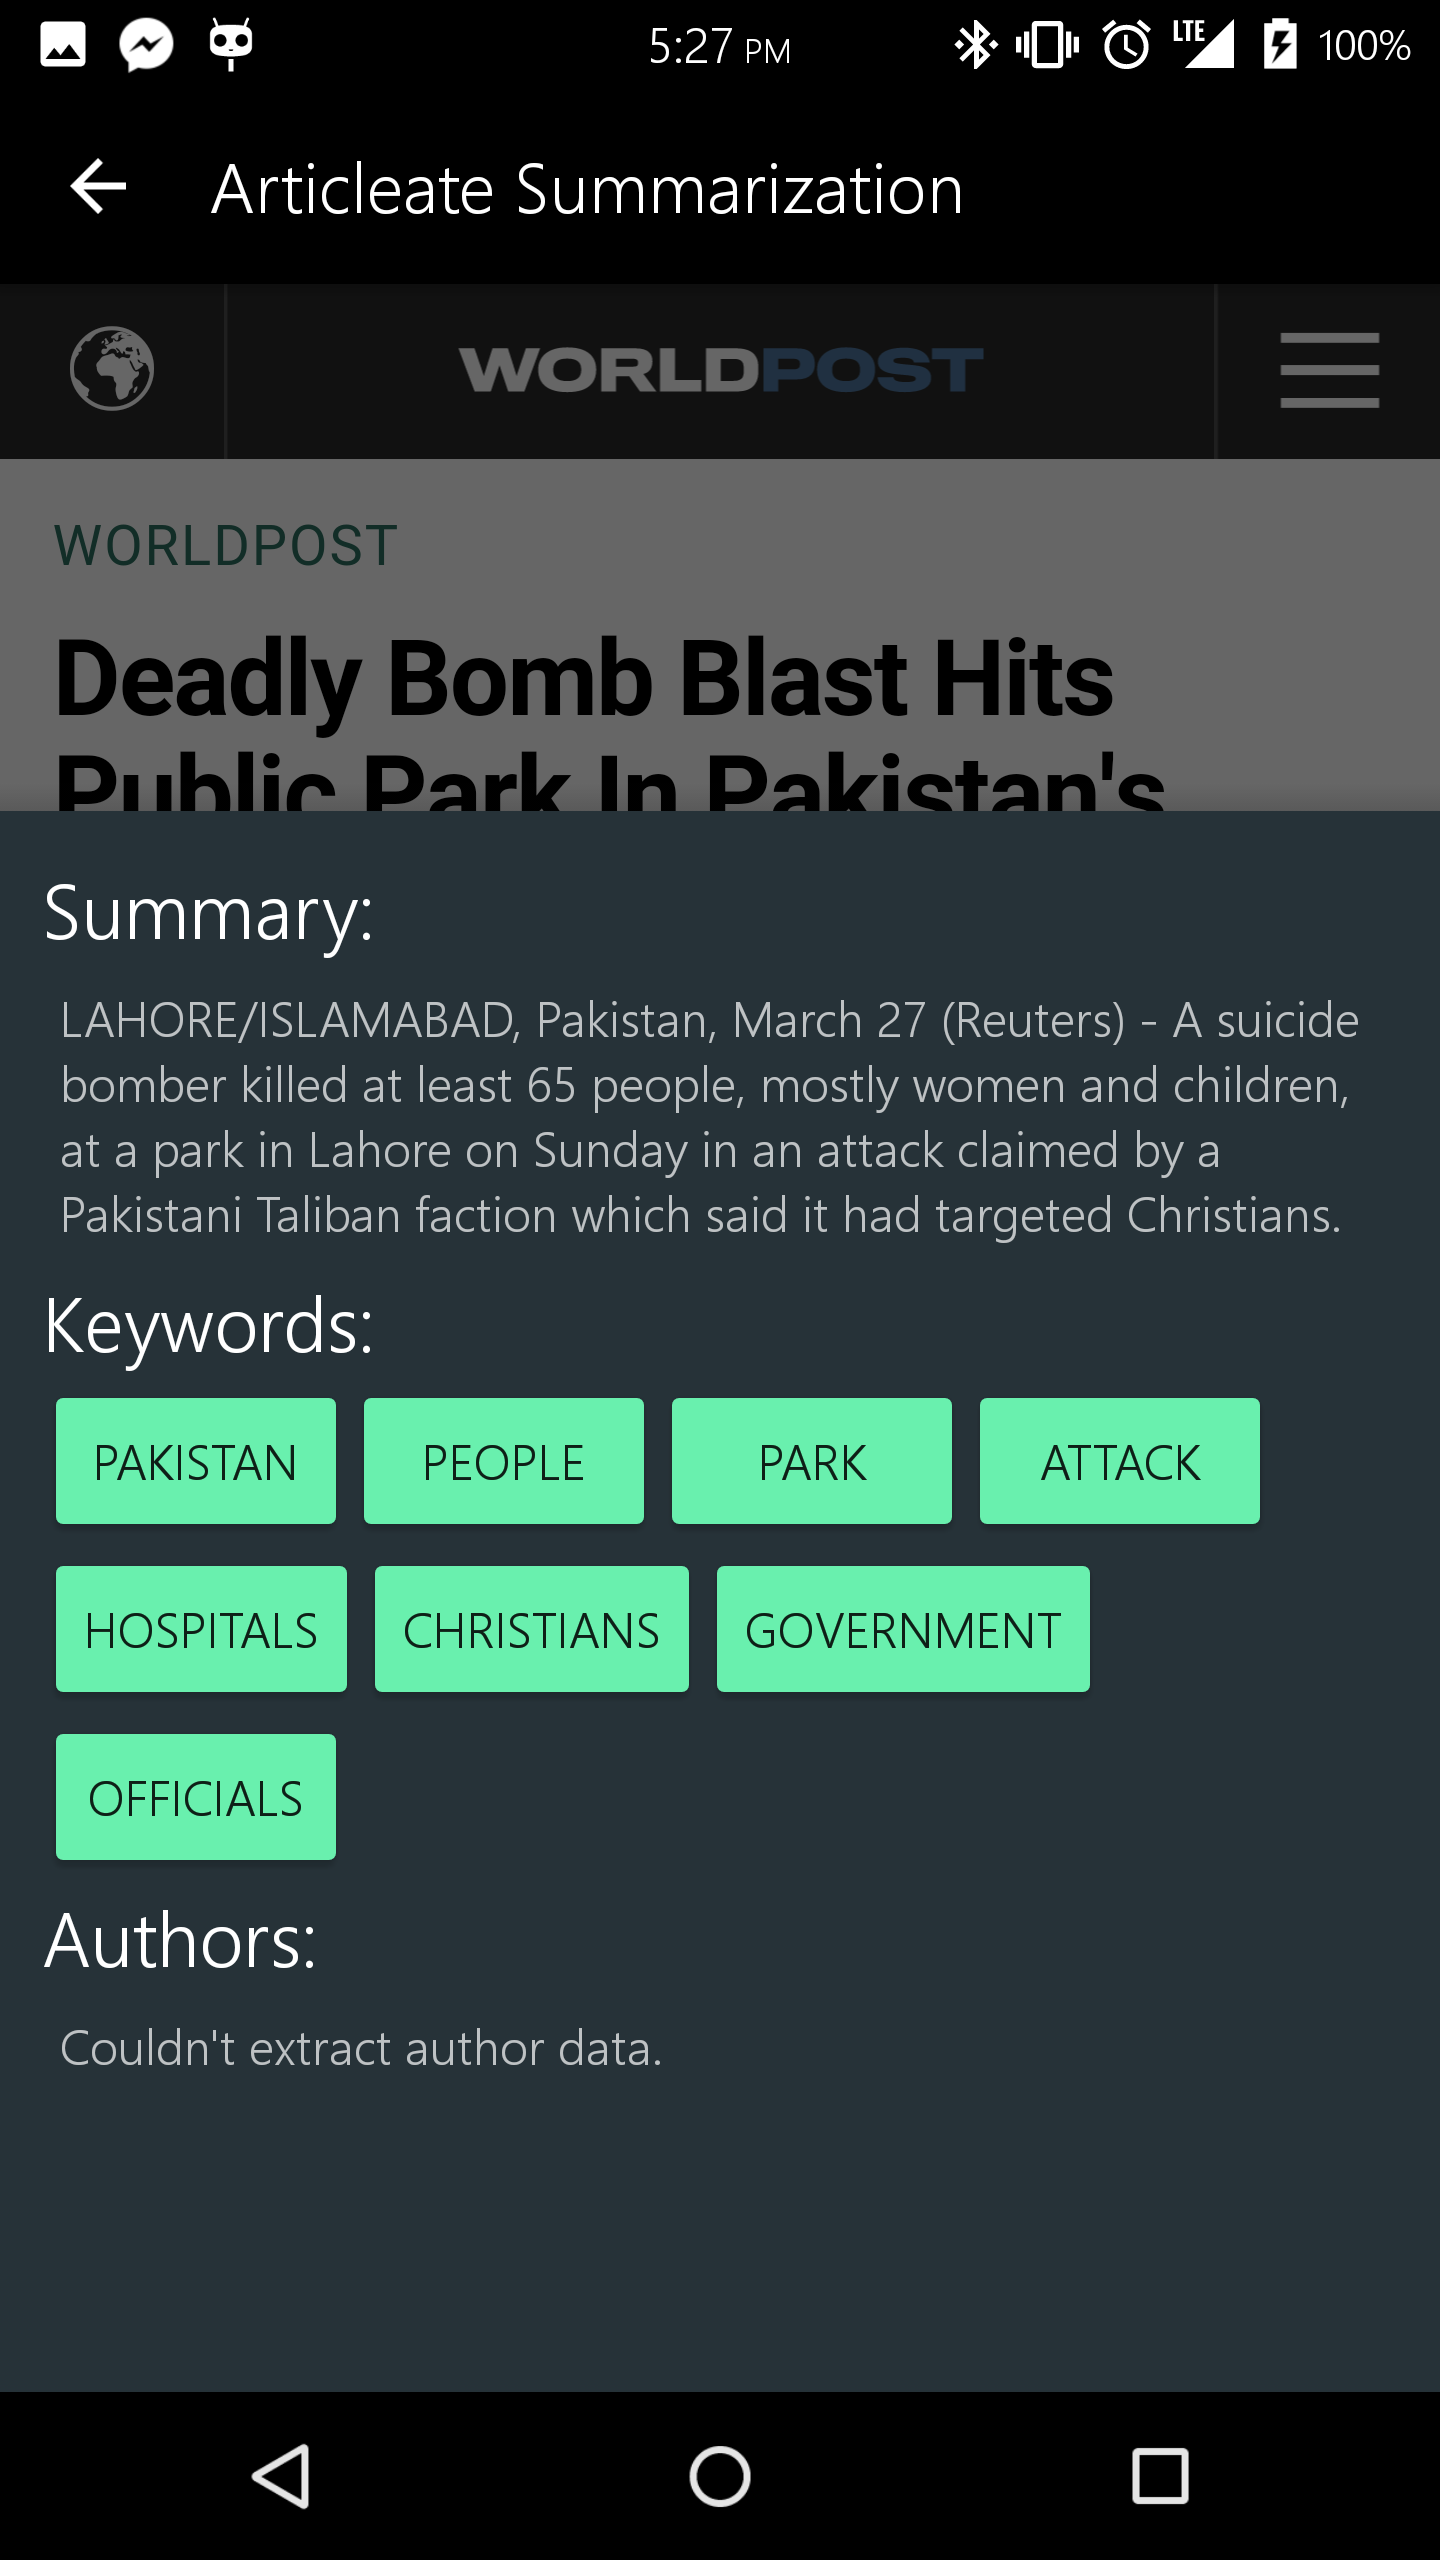 5:27 PM
LTE
100%
Articleate Summarization
WORLDPOST
WORLDPOST
Deadly Bomb Blast Hits
Public Park In Pakistan's
Summary:
LAHORE/ISLAMABAD, Pakistan, March 27 (Reuters) - A suicide
bomber killed at least 65 people, mostly women and children,
at a park in Lahore on Sunday in an attack claimed by a
Pakistani Taliban faction which said it had targeted Christians.
Keywords:
PAKISTAN PEOPLE PARK ATTACK
HOSPITALS CHRISTIANS GOVERNMENT
OFFICIALS
Authors:
Couldn't extract author data.